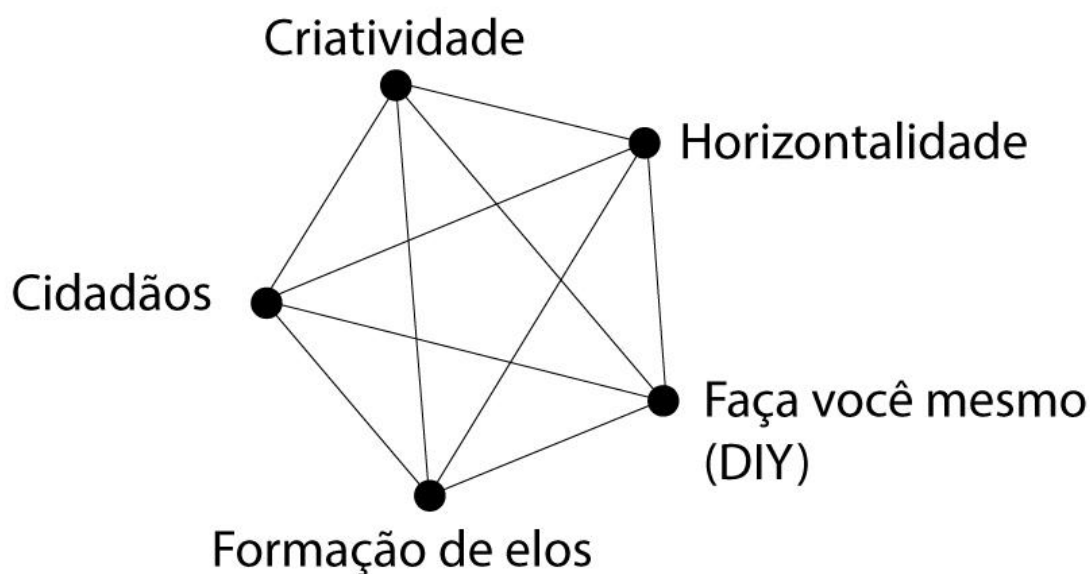 Criatividade
Horizontalidade
Cidadãos
Faça você mesmo
(DIY)
Formação de elos